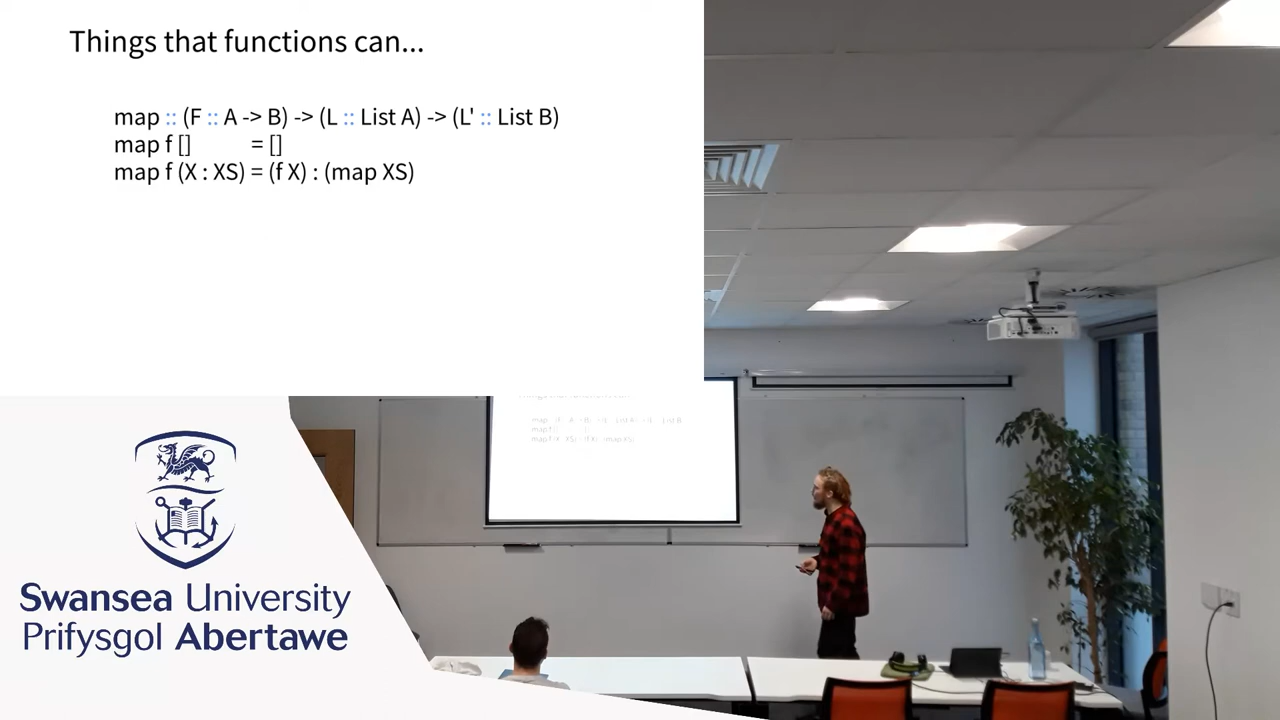 Things that functions can...
map :: (F :: A -> B) -> (L :: List A) -> (L' :: List B)
map f [] = []
map f (X : XS) = (f X) : (map XS)
Swansea University
Prifysgol Abertawe